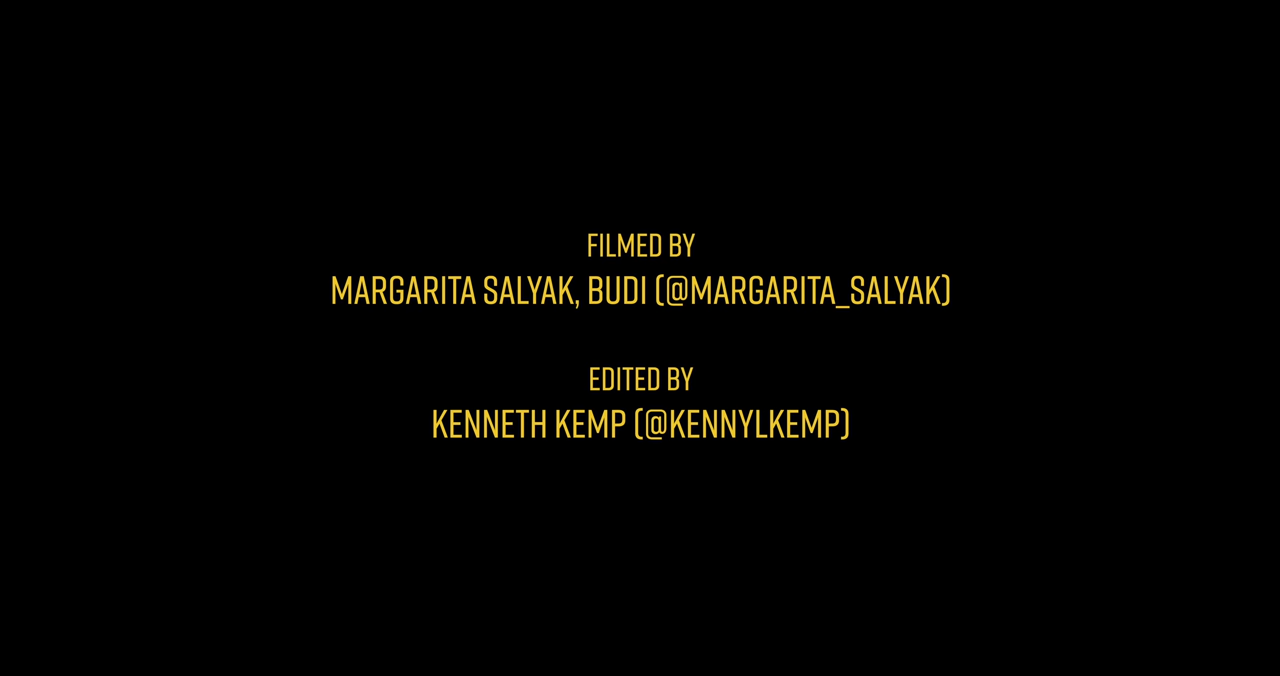 FILMED BY
MARGARITA SALYAK, BUDI (@MARGARITA_SALYAK)
EDITED BY
KENNETH KEMP (@KENNYLKEMP)